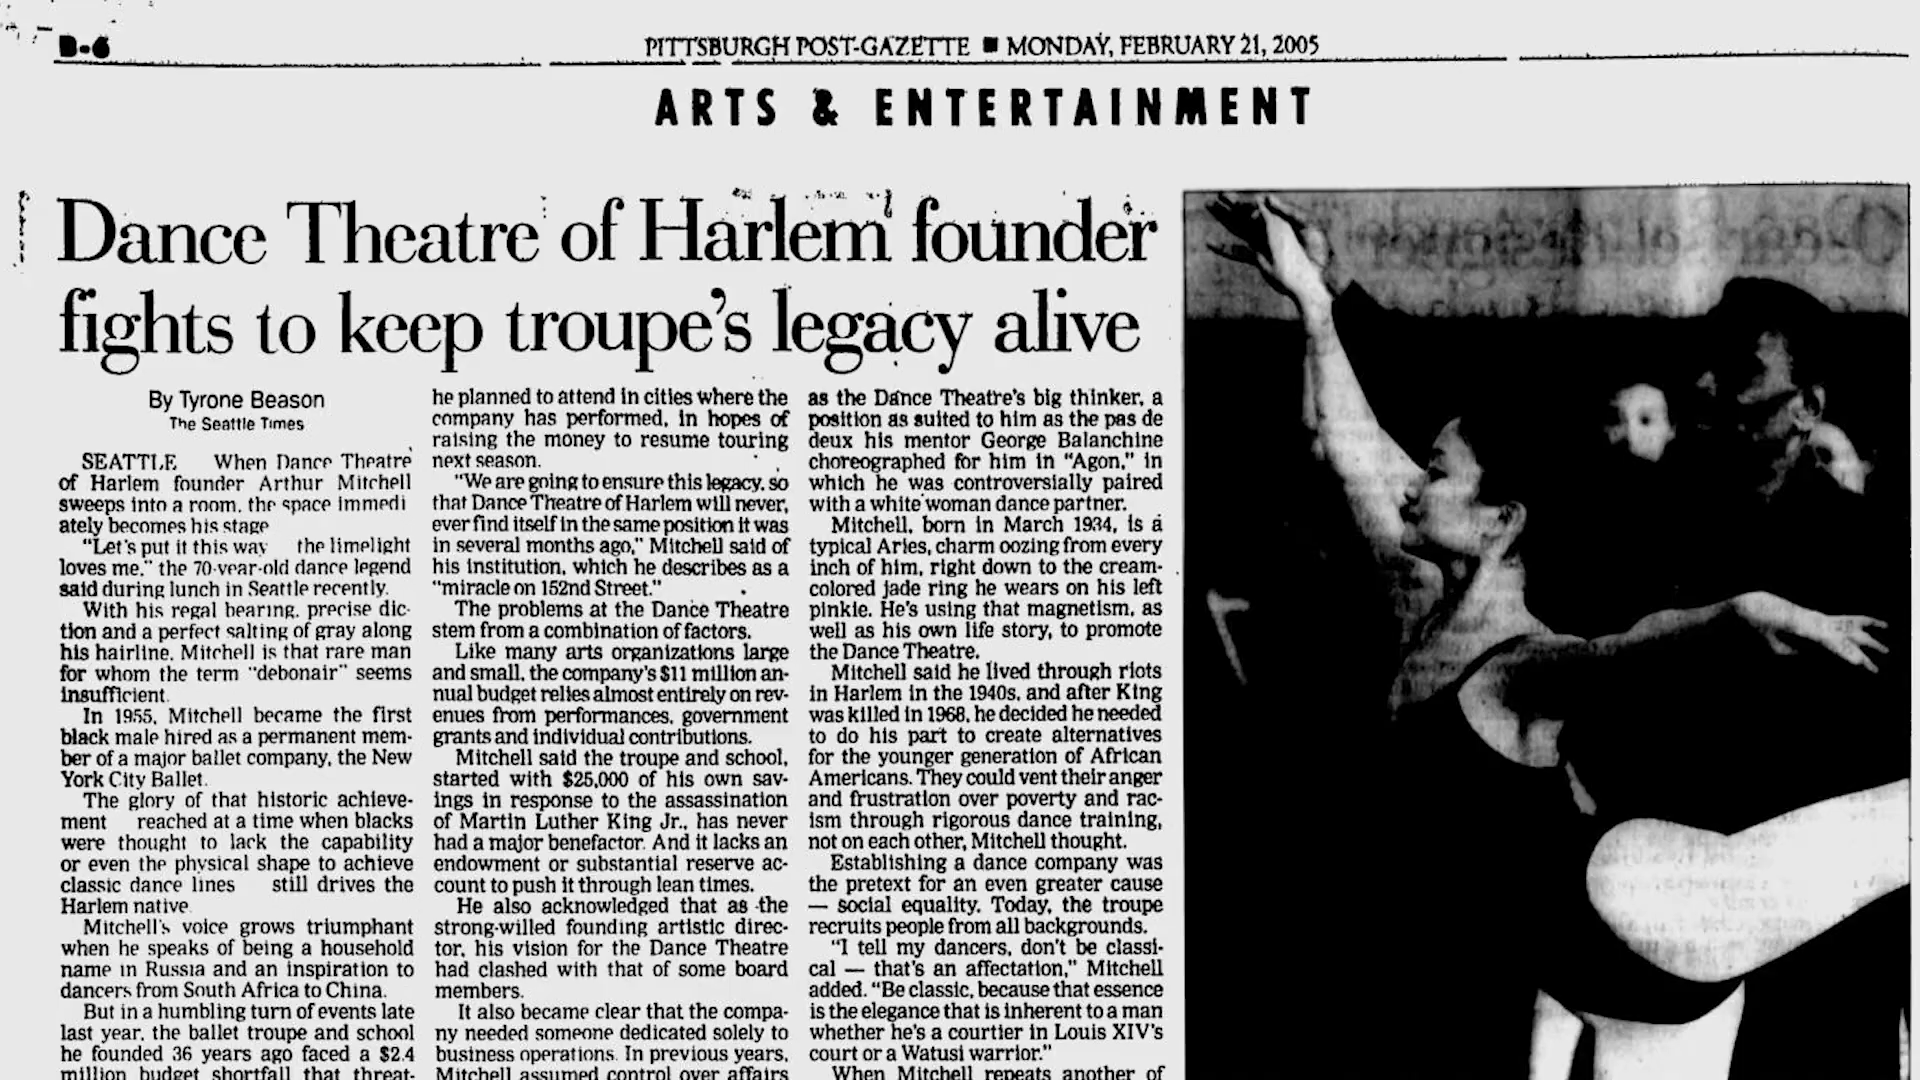 B-6
PITTSBURGH POST-GAZETTE ■ MONDAY, FEBRUARY 21, 2005
ARTS & ENTERTAINMENT
Dance Theatre of Harlem founder
fights to keep troupe's legacy alive
By Tyrone Beason
The Seattle Times
SEATTLE When Dance Theatre
of Harlem founder Arthur Mitchell
sweeps into a room, the space immedi
ately becomes his stage
"Let's put it this way the limelight
loves me," the 70-year-old dance legend
said during lunch in Seattle recently.
With his regal bearing, precise dic-
tion and a perfect salting of gray along
his hairline, Mitchell is that rare man
for whom the term "debonair" seems
insufficient.
In 1955, Mitchell became the first
black male hired as a permanent mem-
ber of a major ballet company, the New
York City Ballet.
The glory of that historic achieve-
ment reached at a time when blacks
were thought to lack the capability
or even the physical shape to achieve
classic dance lines still drives the
Harlem native.
Mitchell's voice grows triumphant
when he speaks of being a household
name in Russia and an inspiration to
dancers from South Africa to China.
But in a humbling turn of events late
last year, the ballet troupe and school
he founded 36 years ago faced a $2.4
million budget shortfall that threat-
he planned to attend in cities where the
company has performed, in hopes of
raising the money to resume touring
next season.
"We are going to ensure this legacy, so
that Dance Theatre of Harlem will never,
ever find itself in the same position it was
in several months ago," Mitchell said of
his institution, which he describes as a
"miracle on 152nd Street."
The problems at the Dance Theatre
stem from a combination of factors.
Like many arts organizations large
and small, the company's $11 million an-
nual budget relies almost entirely on rev-
enues from performances, government
grants and individual contributions.
Mitchell said the troupe and school,
started with $25,000 of his own sav-
ings in response to the assassination
of Martin Luther King Jr., has never
had a major benefactor. And it lacks an
endowment or substantial reserve ac-
count to push it through lean times.
He also acknowledged that as the
strong-willed founding artistic direc-
tor, his vision for the Dance Theatre
had clashed with that of some board
members.
It also became clear that the compa-
ny needed someone dedicated solely to
business operations. In previous years,
Mitchell assumed control over affairs
as the Dance Theatre's big thinker, a
position as suited to him as the pas de
deux his mentor George Balanchine
choreographed for him in "Agon," in
which he was controversially paired
with a white woman dance partner.
Mitchell, born in March 1934, is a
typical Aries, charm oozing from every
inch of him, right down to the cream-
colored jade ring he wears on his left
pinkie. He's using that magnetism, as
well as his own life story, to promote
the Dance Theatre.
Mitchell said he lived through riots
in Harlem in the 1940s, and after King
was killed in 1968, he decided he needed
to do his part to create alternatives
for the younger generation of African
Americans. They could vent their anger
and frustration over poverty and rac-
ism through rigorous dance training,
not on each other, Mitchell thought.
Establishing a dance company was
the pretext for an even greater cause
— social equality. Today, the troupe
recruits people from all backgrounds.
"I tell my dancers, don't be classi-
cal — that's an affectation," Mitchell
added. "Be classic, because that essence
is the elegance that is inherent to a man
whether he's a courtier in Louis XIV's
court or a Watusi warrior."
When Mitchell repeats another of